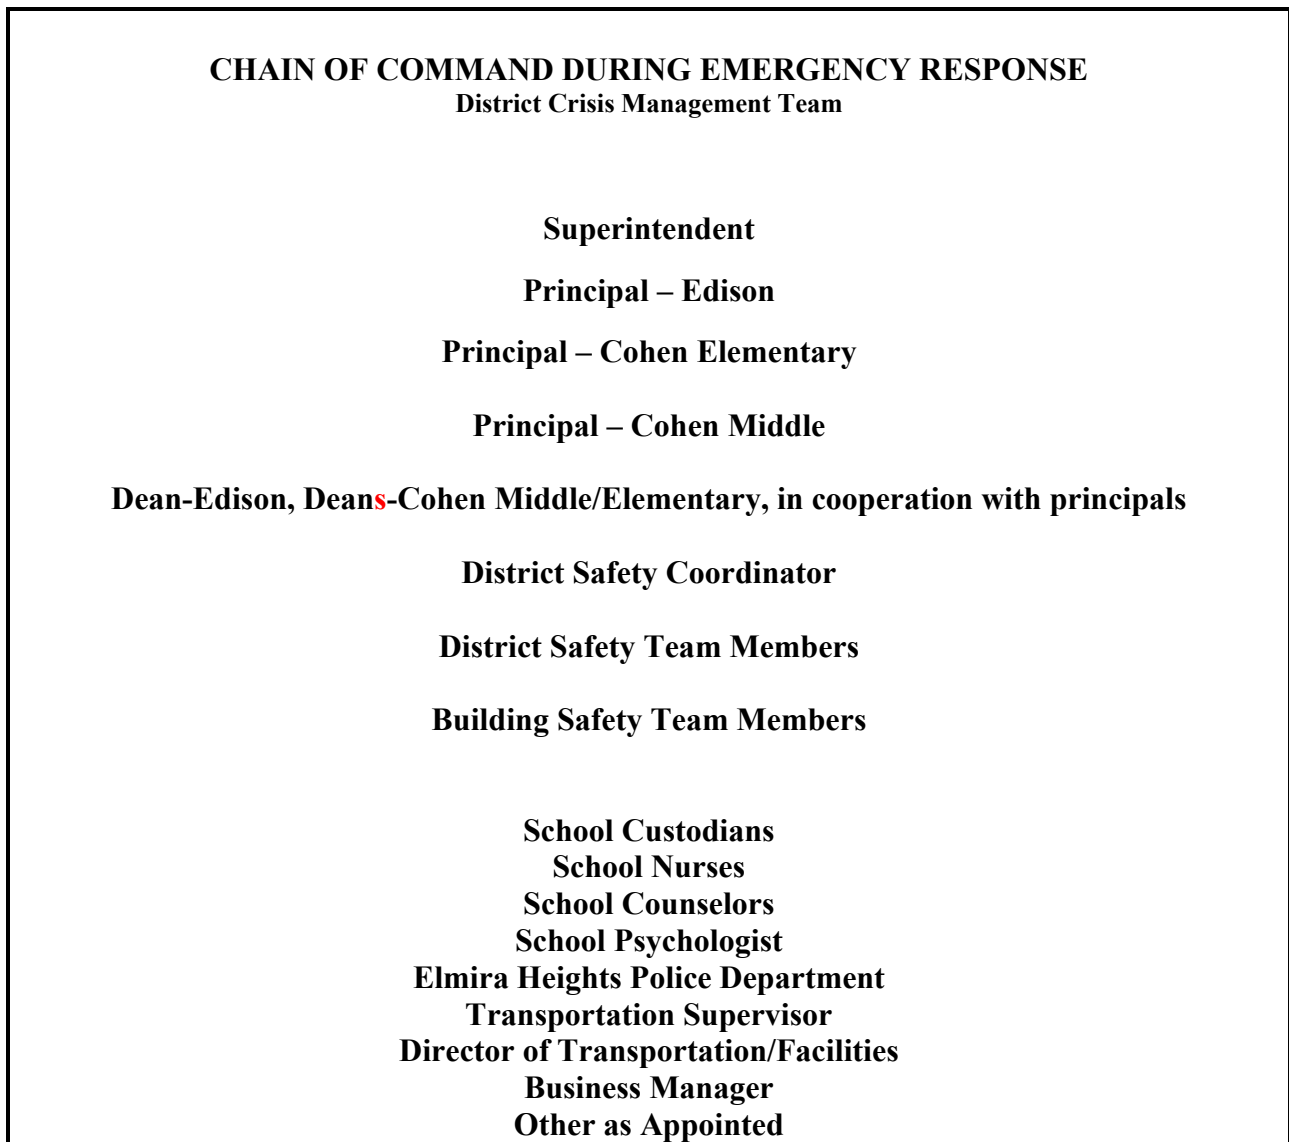 CHAIN OF COMMAND DURING EMERGENCY RESPONSE
District Crisis Management Team
Superintendent
Principal – Edison
Principal – Cohen Elementary
Principal – Cohen Middle
Dean-Edison, Deans-Cohen Middle/Elementary, in cooperation with principals
District Safety Coordinator
District Safety Team Members
Building Safety Team Members
School Custodians
School Nurses
School Counselors
School Psychologist
Elmira Heights Police Department
Transportation Supervisor
Director of Transportation/Facilities
Business Manager
Other as Appointed